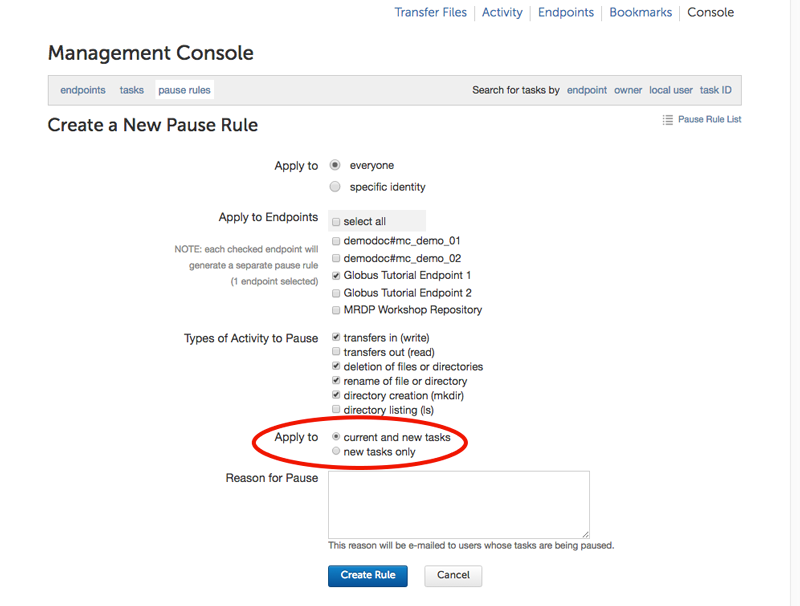 Transfer Files Activity Endpoints Bookmarks Console
Management Console
endpoints tasks pause rules Search for tasks by endpoint owner local user task ID
Create a New Pause Rule Pause Rule List
Apply to everyone
specific identity
Apply to Endpoints select all
demodoc#mc_demo_01
NOTE: each checked endpoint will demodoc#mc_demo_02
generate a separate pause rule Globus Tutorial Endpoint 1
(1 endpoint selected) Globus Tutorial Endpoint 2
MRDP Workshop Repository
Types of Activity to Pause transfers in (write)
transfers out (read)
deletion of files or directories
rename of file or directory
directory creation (mkdir)
directory listing (ls)
Apply to current and new tasks
new tasks only
Reason for Pause
This reason will be e-mailed to users whose tasks are being paused.
Create Rule Cancel